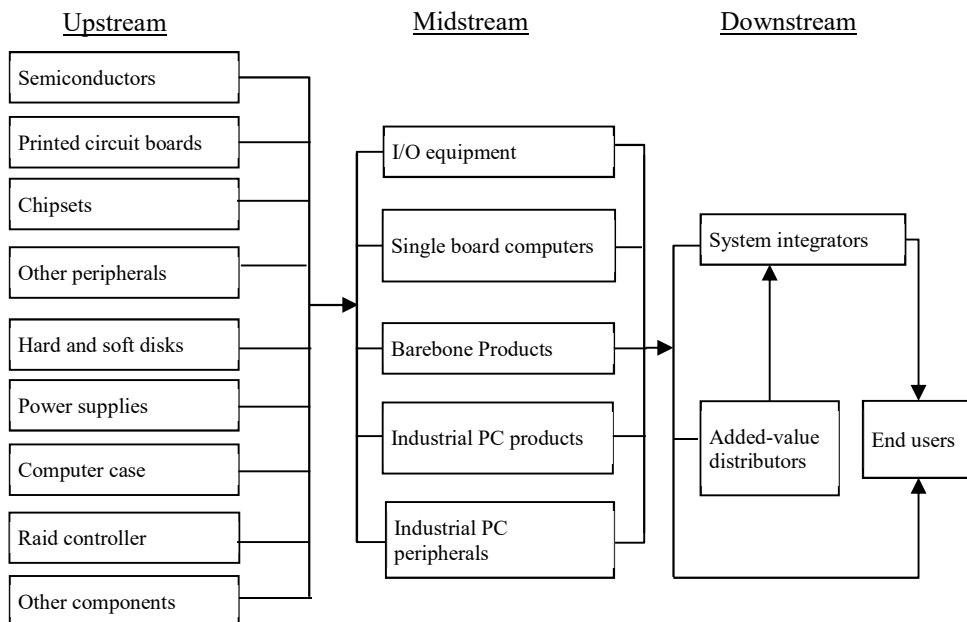 Upstream
Midstream
Downstream
Semiconductors
Printed circuit boards
Chipsets
Other peripherals
Hard and soft disks
Power supplies
Computer case
Raid controller
Other components
I/O equipment
Single board computers
Barebone Products
Industrial PC products
Industrial PC
peripherals
System integrators
Added-value
distributors
End users